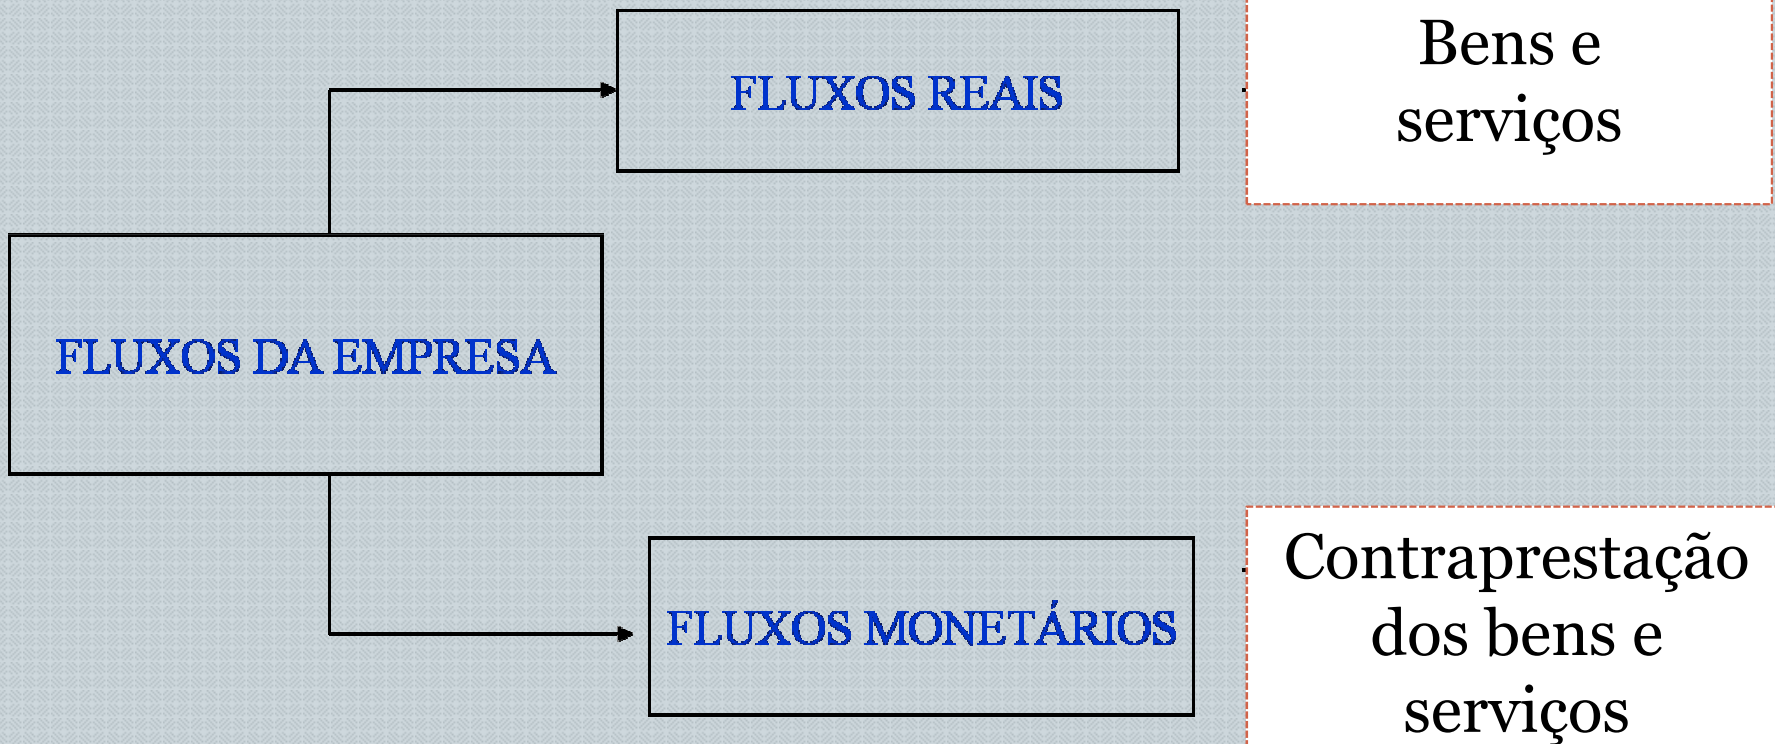 FLUXOS REAIS
Bens e
serviços
FLUXOS DA EMPRESA
FLUXOS MONETÁRIOS
Contraprestação
dos bens e
serviços